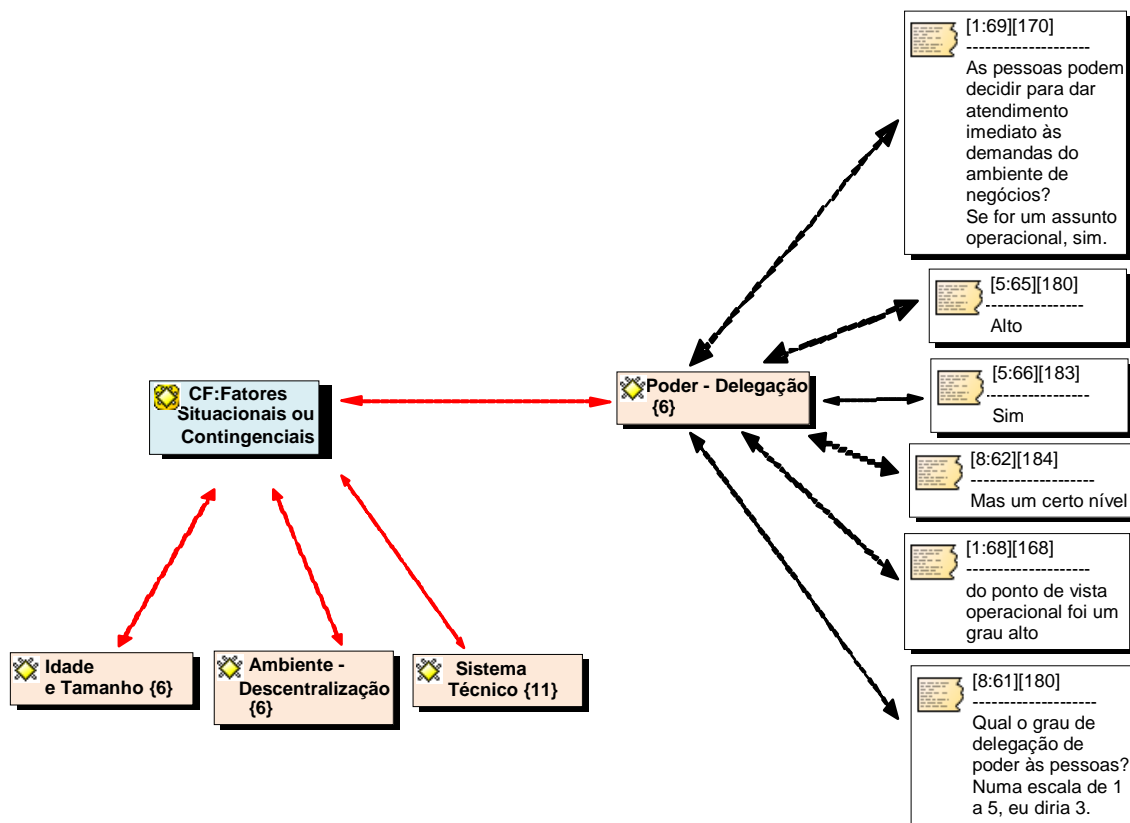 [1:69][170]
--------------------
As pessoas podem
decidir para dar
atendimento
imediato às
demandas do
ambiente de
negócios?
Se for um assunto
operacional, sim.
[5:65][180]
----------------
Alto
CF:Fatores
Situacionais ou
Contingenciais
Poder - Delegação
{6}
[5:66][183]
----------------
Sim
[8:62][184]
--------------------
Mas um certo nível
[1:68][168]
--------------------
do ponto de vista
operacional foi um
grau alto
Idade
e Tamanho {6}
Ambiente -
Descentralização
{6}
Sistema
Técnico {11}
[8:61][180]
--------------------
Qual o grau de
delegação de
poder às pessoas?
Numa escala de 1
a 5, eu diria 3.